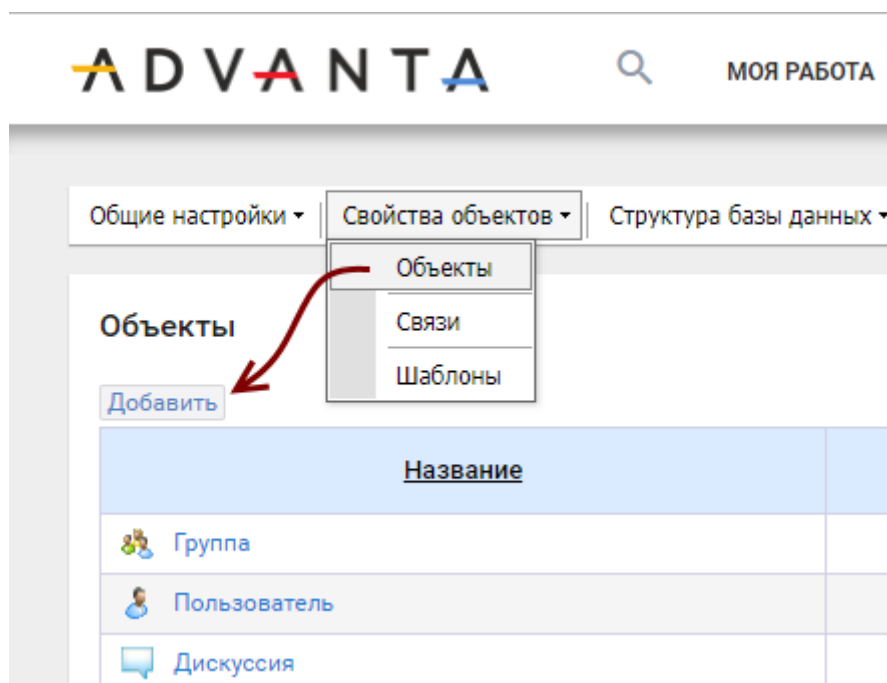 ADVANTA МОЯ РАБОТА
Общие настройки Свойства объектов Структура базы данных
Объекты
Связи
Шаблоны
Объекты
Добавить
Название
Группа
Пользователь
Дискуссия